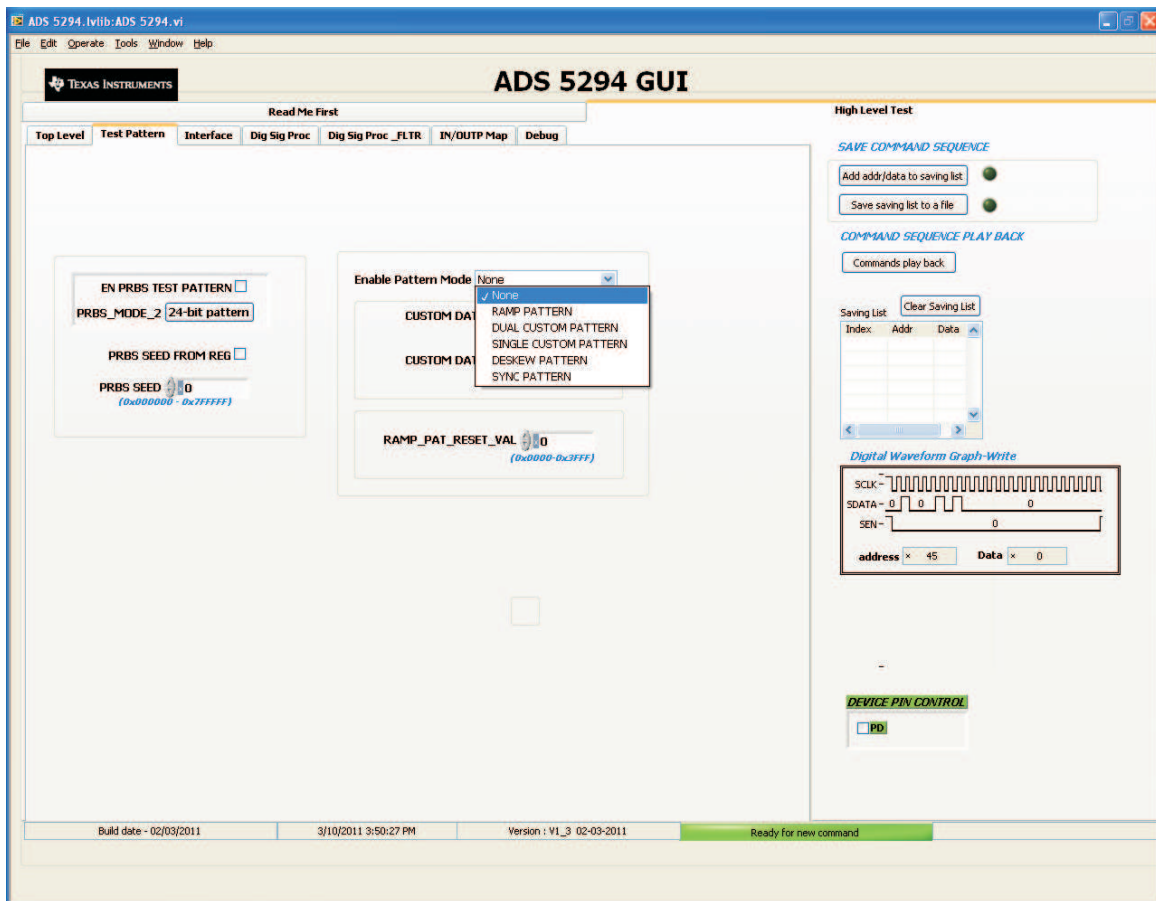 ADS 5294.lvlib:ADS 5294.vi
File Edit Operate Tools Window Help
TEXAS INSTRUMENTS
ADS 5294 GUI
Read Me First
High Level Test
Top Level Test Pattern Interface Dig Sig Proc Dig Sig Proc _FLTR IN/OUTP Map Debug
EN PRBS TEST PATTERN
PRBS_MODE_2 24-bit pattern
PRBS SEED FROM REG
PRBS SEED 0
(0x000000 - 0x7FFFFF)
Enable Pattern Mode None
✓ None
RAMP PATTERN
DUAL CUSTOM PATTERN
SINGLE CUSTOM PATTERN
DESKEW PATTERN
SYNC PATTERN
CUSTOM DAT
CUSTOM DAT
RAMP_PAT_RESET_VAL 0
(0x0000-0x3FFF)
SAVE COMMAND SEQUENCE
Add addr/data to saving list
Save saving list to a file
COMMAND SEQUENCE PLAY BACK
Commands play back
Saving List Clear Saving List
Index Addr Data
Digital Waveform Graph-Write
SCLK
SDATA 0 0 0
SEN 0
address × 45 Data × 0
DEVICE PIN CONTROL
PD
Build date - 02/03/2011 3/10/2011 3:50:27 PM Version : V1_3 02-03-2011 Ready for new command